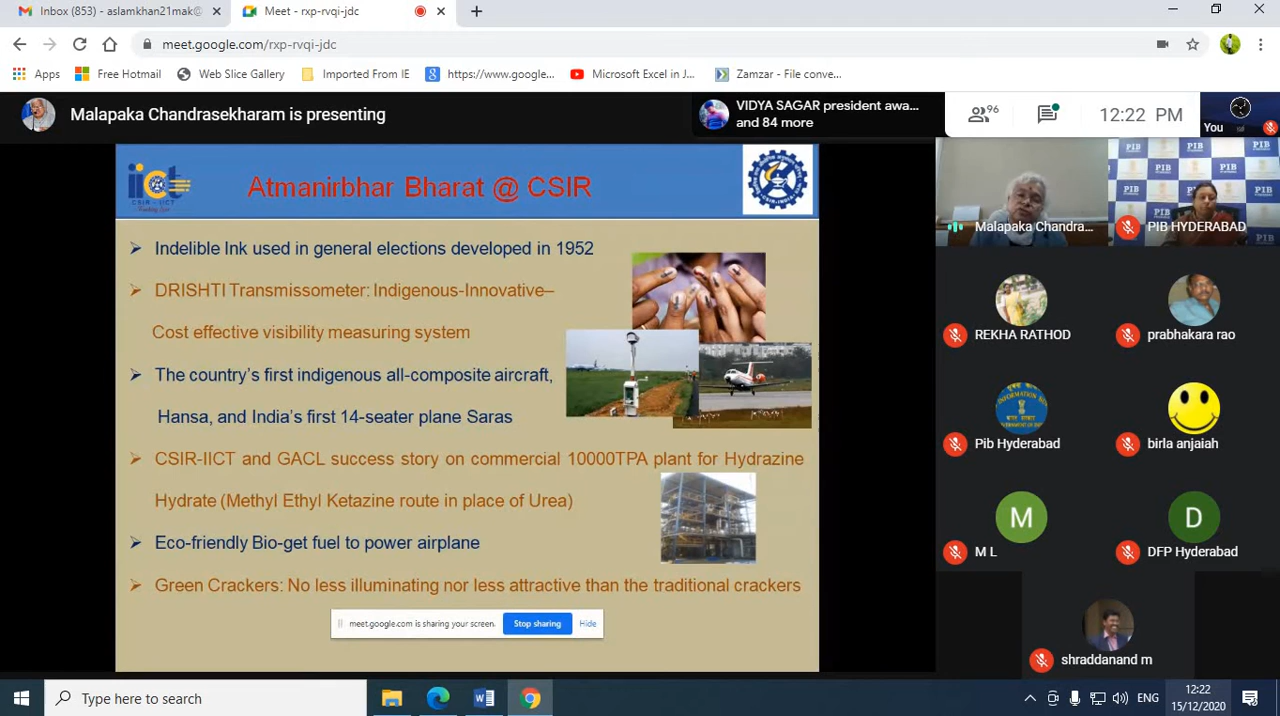 Inbox (853) - aslamkhan21mak@
Meet - rxp-rvqi-jdc
meet.google.com/rxp-rvqi-jdc
Apps
Free Hotmail
Web Slice Gallery
Imported From IE
https://www.google...
Microsoft Excel in J...
Zamzar - File conve...
Malapaka Chandrasekharam is presenting
VIDYA SAGAR president awa...
and 84 more
96
12:22 PM
You
iict
CSIR-IICT
Atmanirbhar Bharat @ CSIR
CSIR-INDIA
Indelible Ink used in general elections developed in 1952
DRISHTI Transmissometer: Indigenous-Innovative–
Cost effective visibility measuring system
The country's first indigenous all-composite aircraft,
Hansa, and India's first 14-seater plane Saras
CSIR-IICT and GACL success story on commercial 10000TPA plant for Hydrazine
Hydrate (Methyl Ethyl Ketazine route in place of Urea)
Eco-friendly Bio-get fuel to power airplane
Green Crackers: No less illuminating nor less attractive than the traditional crackers
meet.google.com is sharing your screen.
Stop sharing
Hide
Malapaka Chandra...
PIB
PIB HYDERABAD
REKHA RATHOD
prabhakara rao
Pib Hyderabad
birla anjaiah
M
M L
D
DFP Hyderabad
shraddanand m
Type here to search
ENG
12:22
15/12/2020